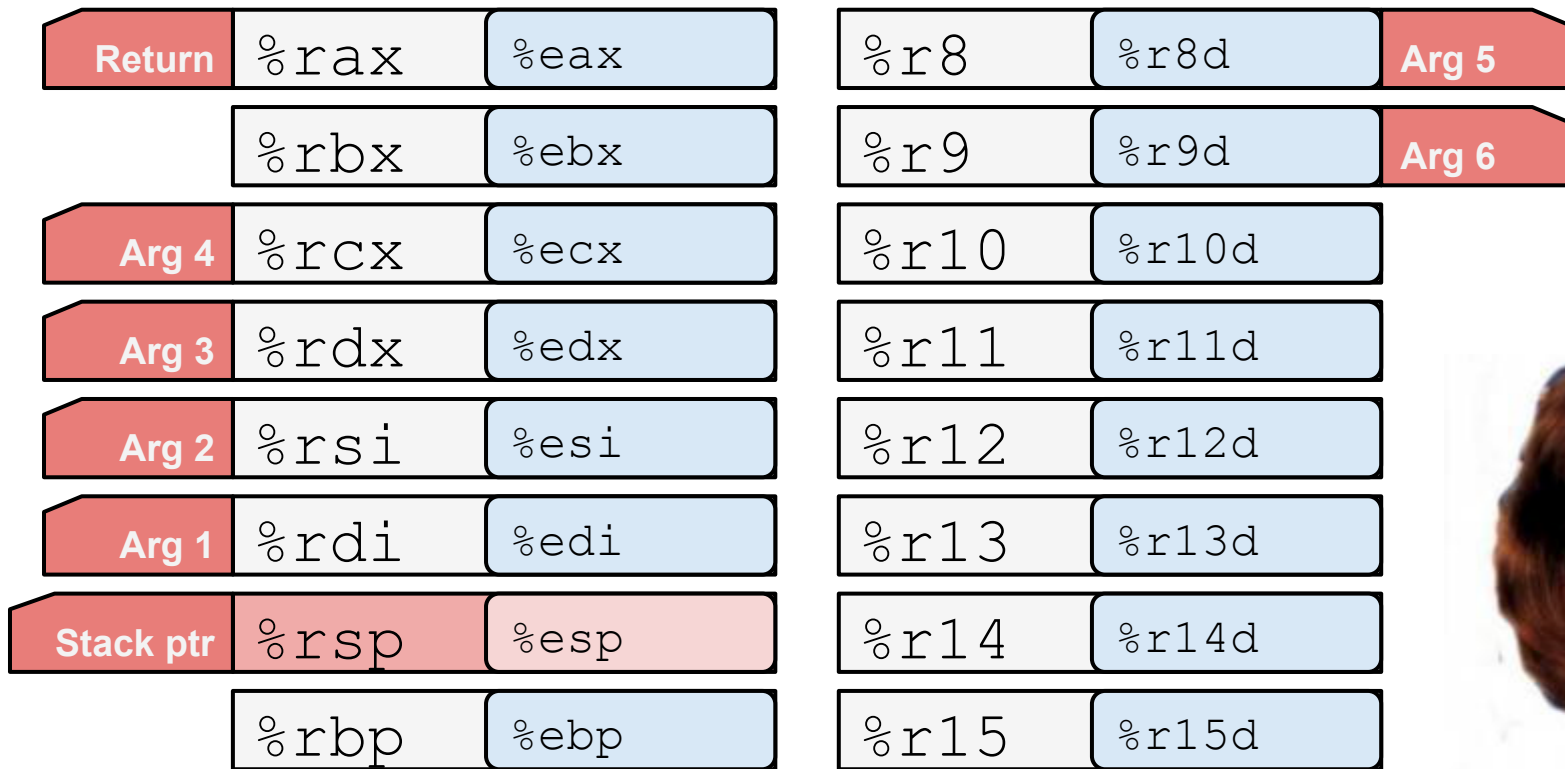 Return %rax %eax
%rbx %ebx
Arg 4 %rcx %ecx
Arg 3 %rdx %edx
Arg 2 %rsi %esi
Arg 1 %rdi %edi
Stack ptr %rsp %esp
%rbp %ebp
%r8 %r8d Arg 5
%r9 %r9d Arg 6
%r10 %r10d
%r11 %r11d
%r12 %r12d
%r13 %r13d
%r14 %r14d
%r15 %r15d